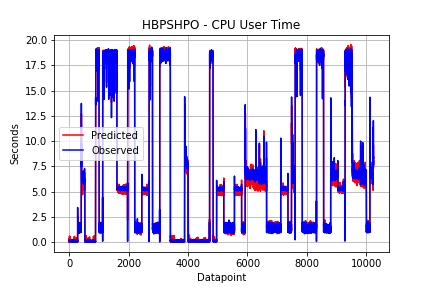 HBPSHPO - CPU User Time
20.0
17.5
15.0
12.5
10.0
7.5
5.0
2.5
0.0
Seconds
Predicted
Observed
0 2000 4000 6000 8000 10000
Datapoint